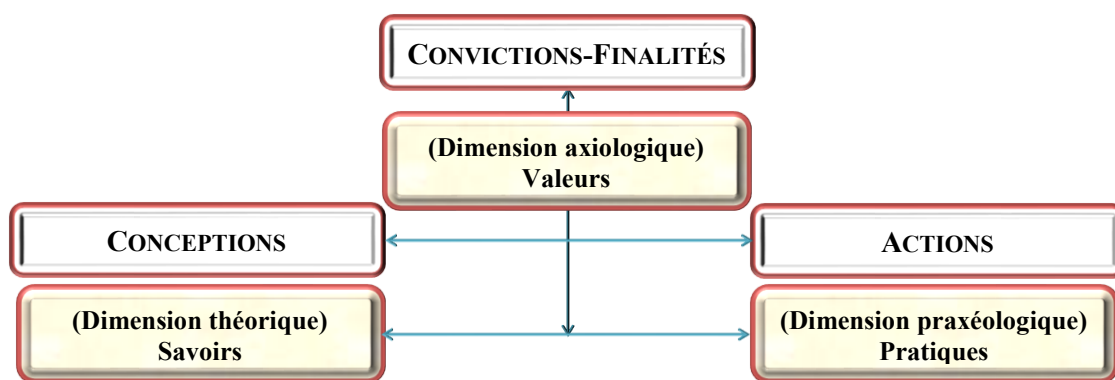 CONVICTIONS-FINALITÉS
(Dimension axiologique)
Valeurs
CONCEPTIONS
ACTIONS
(Dimension théorique)
Savoirs
(Dimension praxéologique)
Pratiques